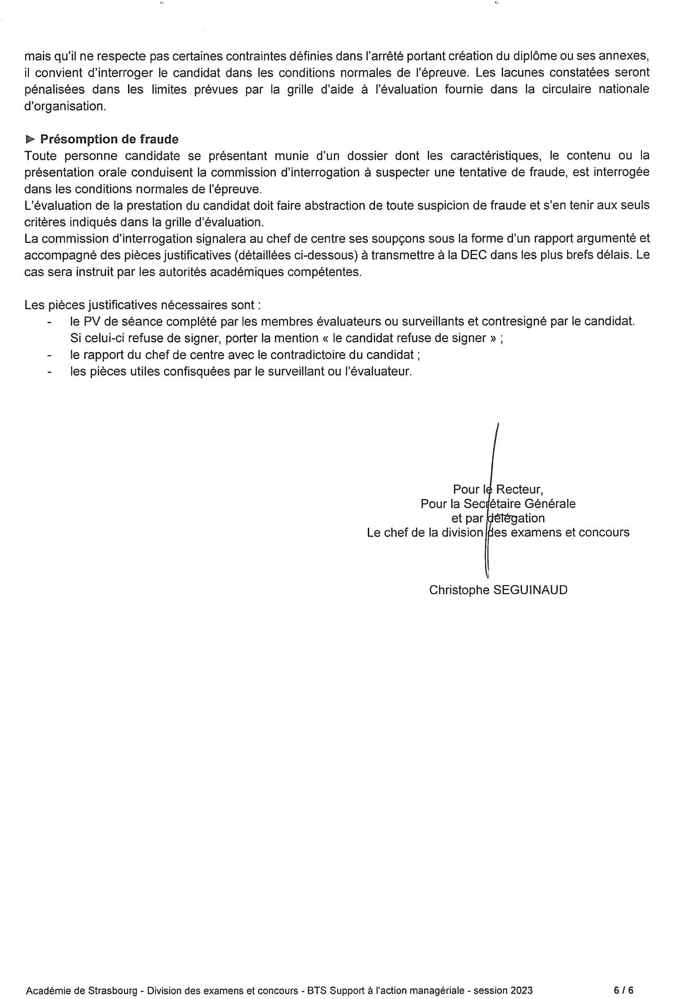 mais qu'il ne respecte pas certaines contraintes définies dans l'arrêté portant création du diplôme ou ses annexes,
il convient d'interroger le candidat dans les conditions normales de l'épreuve. Les lacunes constatées seront
pénalisées dans les limites prévues par la grille d'aide à l'évaluation fournie dans la circulaire nationale
d'organisation.
► Présomption de fraude
Toute personne candidate se présentant munie d'un dossier dont les caractéristiques, le contenu ou la
présentation orale conduisent la commission d'interrogation à suspecter une tentative de fraude, est interrogée
dans les conditions normales de l'épreuve.
L'évaluation de la prestation du candidat doit faire abstraction de toute suspicion de fraude et s'en tenir aux seuls
critères indiqués dans la grille d'évaluation.
La commission d'interrogation signalera au chef de centre ses soupçons sous la forme d'un rapport argumenté et
accompagné des pièces justificatives (détaillées ci-dessous) à transmettre à la DEC dans les plus brefs délais. Le
cas sera instruit par les autorités académiques compétentes.
Les pièces justificatives nécessaires sont :
- le PV de séance complété par les membres évaluateurs ou surveillants et contresigné par le candidat.
Si celui-ci refuse de signer, porter la mention « le candidat refuse de signer » ;
- le rapport du chef de centre avec le contradictoire du candidat ;
- les pièces utiles confisquées par le surveillant ou l'évaluateur.
Pour le Recteur,
Pour la Secrétaire Générale
et par délégation
Le chef de la division des examens et concours
Christophe SEGUINAUD
Académie de Strasbourg - Division des examens et concours - BTS Support à l'action managériale - session 2023 6 / 6